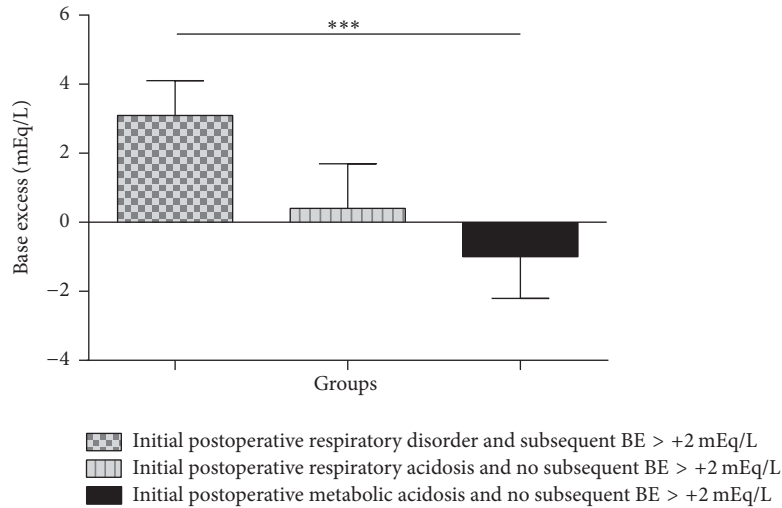 6
***
4
2
0
−2
−4
Base excess (mEq/L)
Groups
Initial postoperative respiratory disorder and subsequent BE > +2 mEq/L
Initial postoperative respiratory acidosis and no subsequent BE > +2 mEq/L
Initial postoperative metabolic acidosis and no subsequent BE > +2 mEq/L